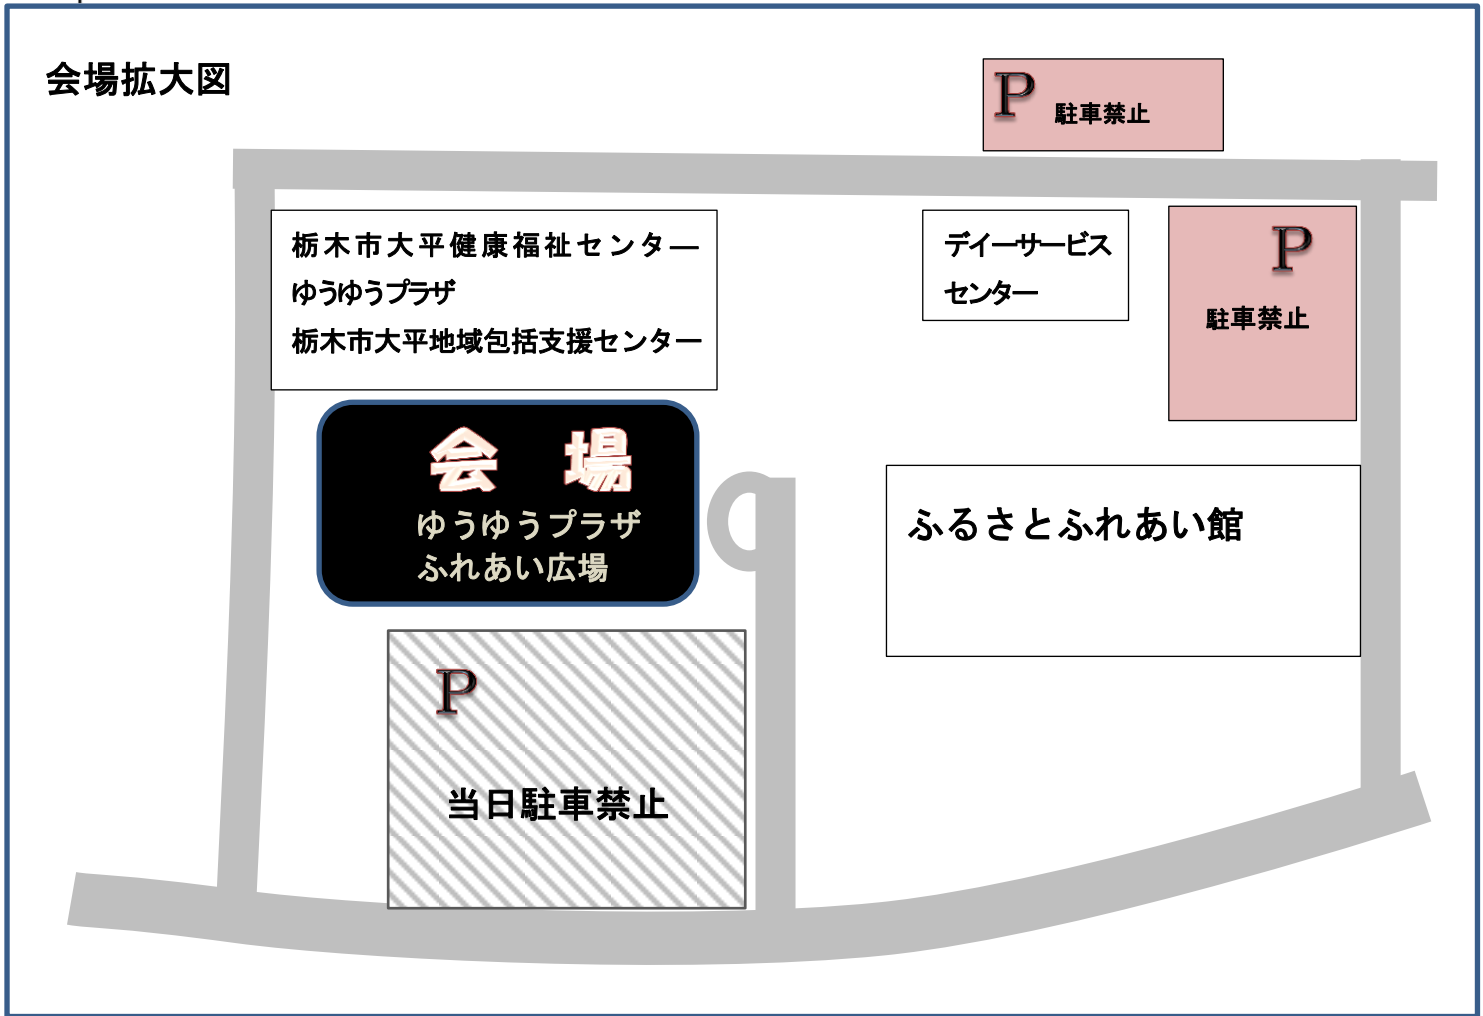 会場拡大図
P 駐車禁止
栃木市大平健康福祉センター
ゆうゆうプラザ
栃木市大平地域包括支援センター
デイーサービス
センター
P
駐車禁止
会 場
ゆうゆうプラザ
ふれあい広場
ふるさとふれあい館
P
当日駐車禁止